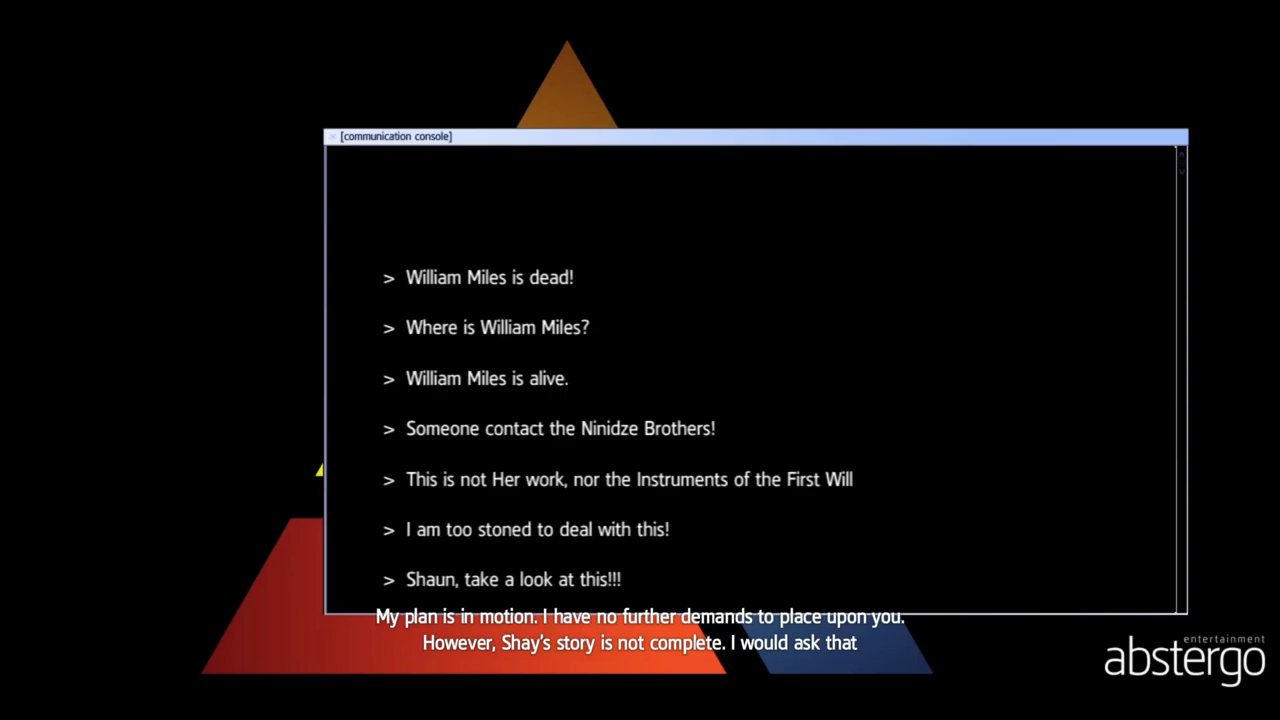 × [communication console]
> William Miles is dead!
> Where is William Miles?
> William Miles is alive.
> Someone contact the Ninidze Brothers!
> This is not Her work, nor the Instruments of the First Will
> I am too stoned to deal with this!
> Shaun, take a look at this!!!
My plan is in motion. I have no further demands to place upon you.
However, Shay's story is not complete. I would ask that
entertainment
abstergo